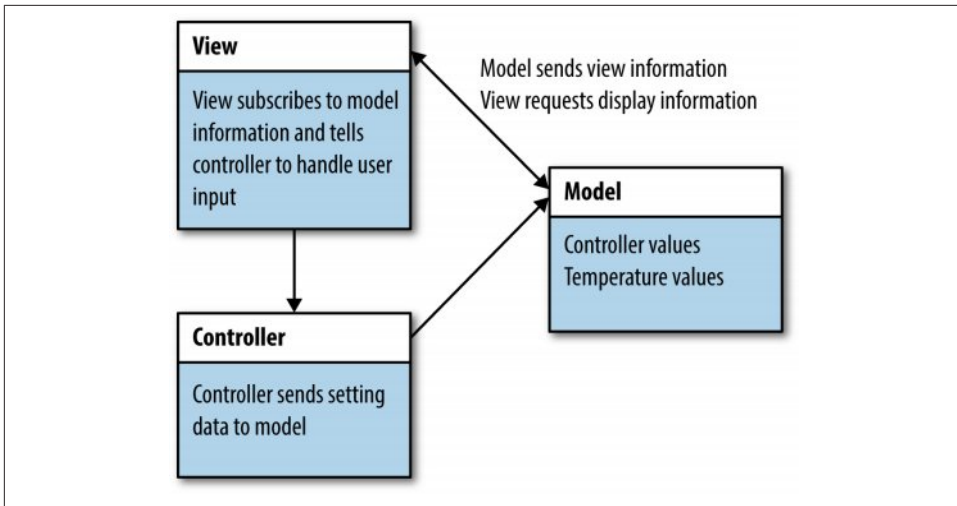 View
View subscribes to model
information and tells
controller to handle user
input
Model sends view information
View requests display information
Model
Controller values
Temperature values
Controller
Controller sends setting
data to model